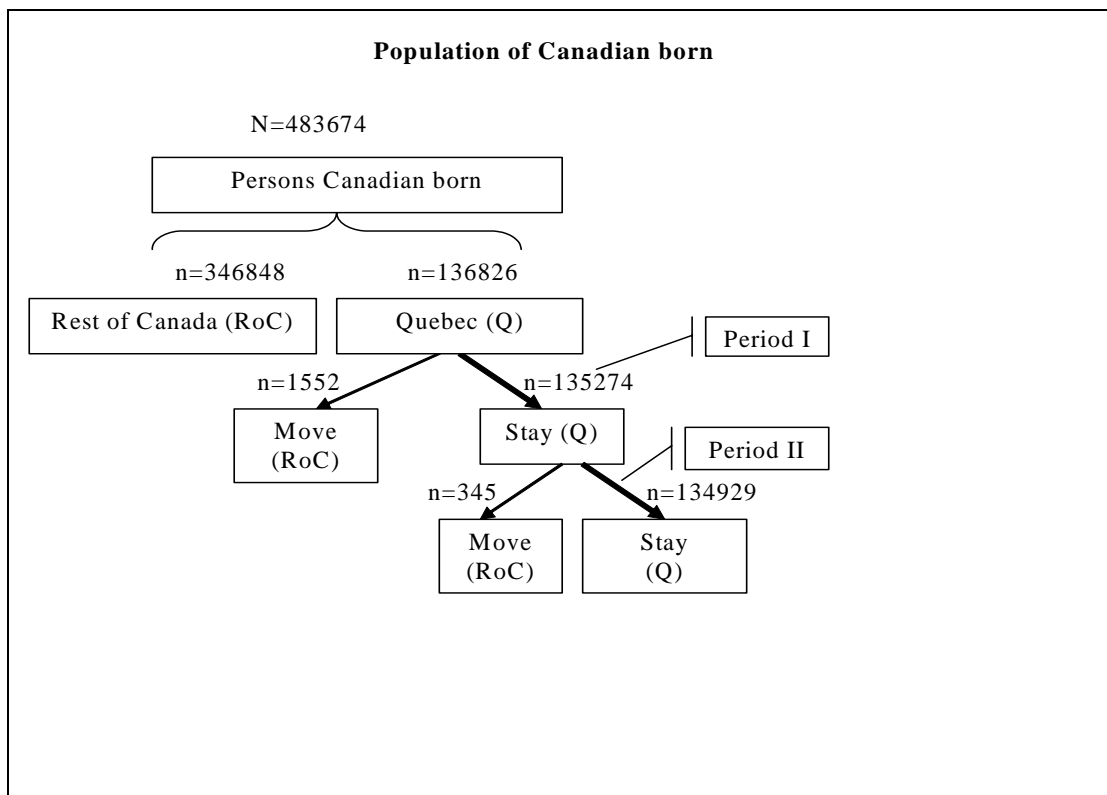 Population of Canadian born
N=483674
Persons Canadian born
n=346848
n=136826
Rest of Canada (RoC)
Quebec (Q)
Period I
n=1552
n=135274
Move
(RoC)
Stay (Q)
Period II
n=345
n=134929
Move
(RoC)
Stay
(Q)